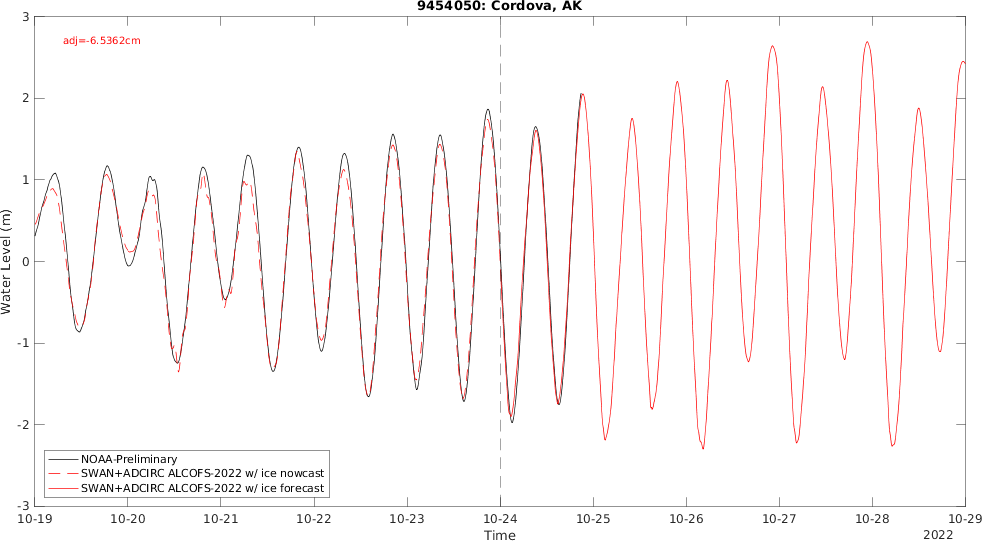 9454050: Cordova, AK
adj=-6.5362cm
3
2
1
0
-1
-2
-3
Water Level (m)
NOAA-Preliminary
SWAN+ADCIRC ALCOFS-2022 w/ ice nowcast
SWAN+ADCIRC ALCOFS-2022 w/ ice forecast
10-19 10-20 10-21 10-22 10-23 10-24 10-25 10-26 10-27 10-28 10-29
Time
2022